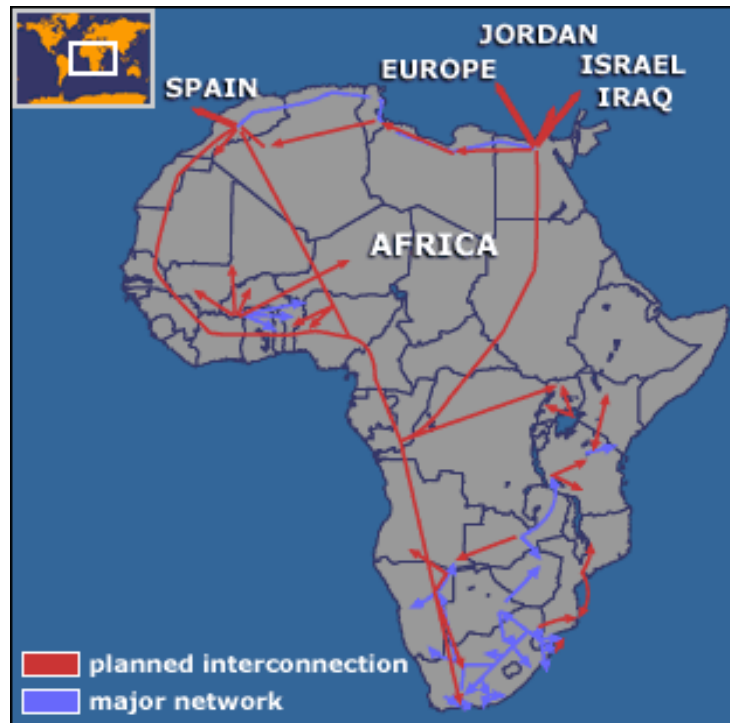 JORDAN
EUROPE
ISRAEL
IRAQ
SPAIN
AFRICA
planned interconnection
major network